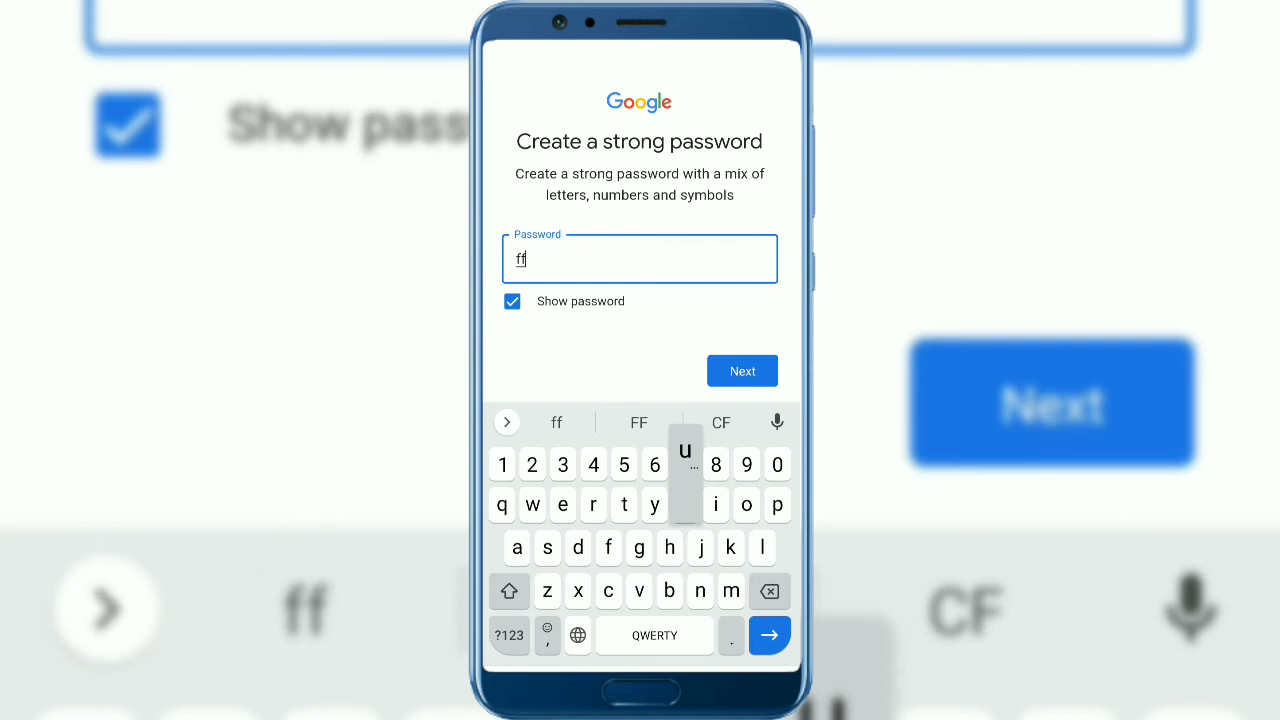 Google
Create a strong password
Create a strong password with a mix of
letters, numbers and symbols
Password
ff
Show password
Next
ff FF CF
1 2 3 4 5 6 8 9 0
u...
q w e r t y i o p
a s d f g h j k l
z x c v b n m
?123 , QWERTY .
Show pass
Next
ff CF
u